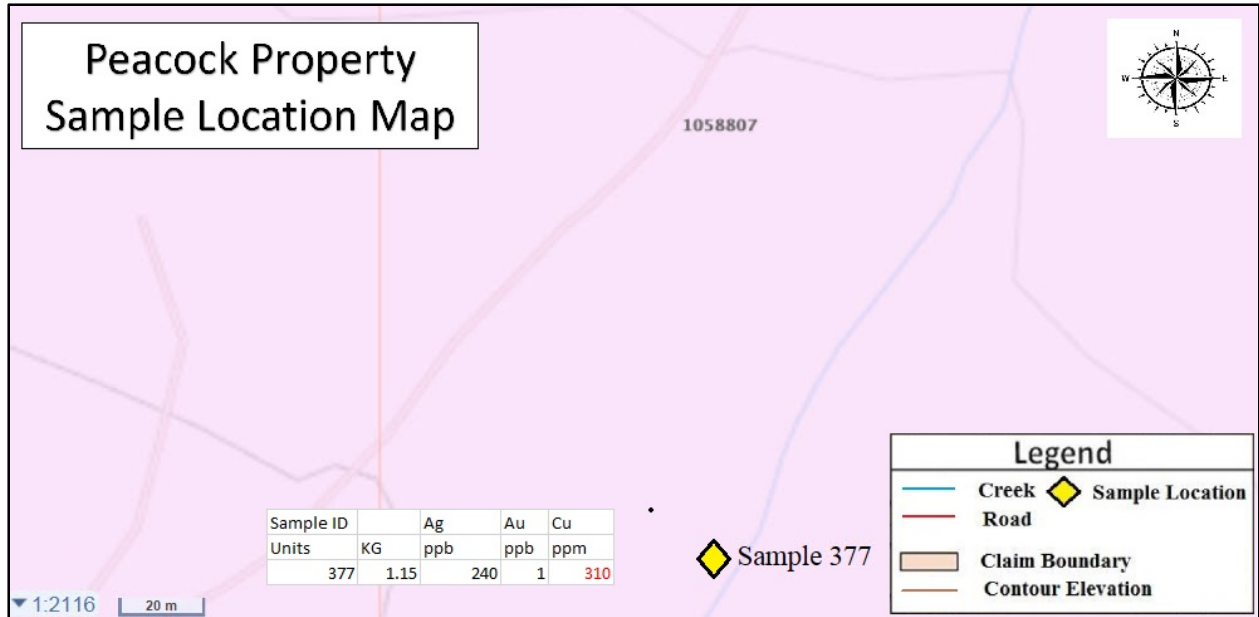 Peacock Property
Sample Location Map
N
W E
S
1058807
Legend
Creek Sample Location
Road
Claim Boundary
Contour Elevation
Sample ID Ag Au Cu
Units KG ppb ppb ppm
377 1.15 240 1 310
Sample 377
1:2116 20 m